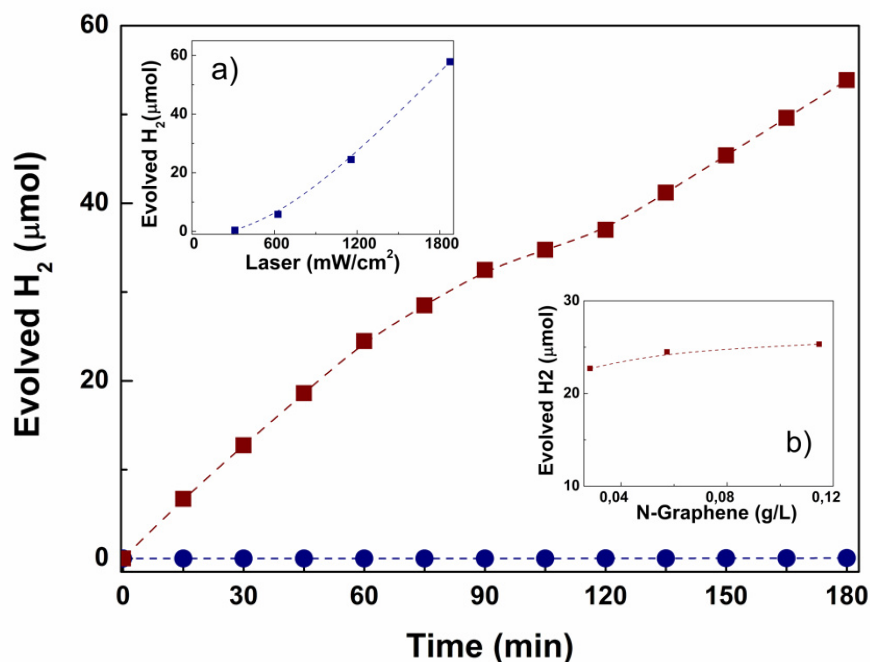 Evolved H₂ (μmol)
60
40
20
0
0 30 60 90 120 150 180
Time (min)
a)
Evolved H₂(μmol)
60
40
20
0
0 600 1200 1800
Laser (mW/cm²)
b)
Evolved H2 (μmol)
30
20
10
0,04 0,08 0,12
N-Graphene (g/L)